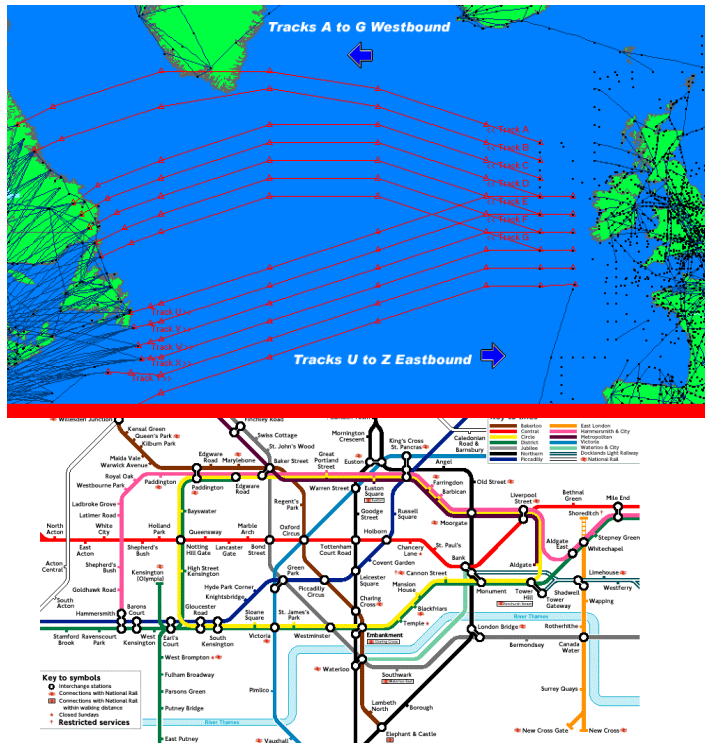 Tracks A to G Westbound
<< Track A
<< Track B
<< Track C
<< Track D
<< Track E
<< Track F
<< Track G
Track U>>
Track V>>
Track W>>
Track X>>
Tracks U to Z Eastbound
Willesden Junction
Kensal Green
Queen's Park
Kilburn Park
Maida Vale
Warwick Avenue
Royal Oak
Westbourne Park
Ladbroke Grove
Latimer Road
Edgware
Road
Marylebone
Paddington
Paddington
Edgware
Road
Finchley Road
Swiss Cottage
St. John's Wood
Baker Street
Great
Portland
Street
Warren Street
Regent's
Park
Mornington
Crescent
Euston
King's Cross
St. Pancras
Euston
Square
Caledonian
Road &
Barnsbury
Angel
Farringdon
Barbican
Old Street
Moorgate
Liverpool
Street
Bethnal
Green
Mile End
Shoreditch †
Stepney Green
Whitechapel
Aldgate
East
Aldgate
Bakerloo
Central
Circle
District
Jubilee
Northern
Piccadilly
East London
Hammersmith & City
Metropolitan
Victoria
Waterloo & City
Docklands Light Railway
National Rail
North
Acton
East
Acton
White
City
Shepherd's
Bush
Holland
Park
Notting
Hill Gate
Queensway
Lancaster
Gate
Marble
Arch
Bond
Street
Oxford
Circus
Tottenham
Court Road
Holborn
Chancery
Lane
St. Paul's
Bank
Bayswater
Goodge
Street
Russell
Square
Acton
Central
South
Acton
Shepherd's
Bush
Goldhawk Road
Hammersmith
Kensington
(Olympia)
High Street
Kensington
Hyde Park Corner
Knightsbridge
Green
Park
Piccadilly
Circus
Leicester
Square
Covent Garden
Charing
Cross
Cannon Street
Mansion
House
Blackfriars
Temple
Monument
Tower
Hill
Tower
Gateway
Fenchurch Street
Shadwell
Limehouse
Westferry
Wapping
Rotherhithe
Canada
Water
Surrey Quays
New Cross Gate
New Cross
Stamford
Brook
Ravenscourt
Park
Barons
Court
West
Kensington
Earl's
Court
Gloucester
Road
South
Kensington
Sloane
Square
Victoria
St. James's
Park
Westminster
Embankment
Charing Cross
Waterloo
Southwark
London Bridge
Bermondsey
River Thames
West Brompton
Fulham Broadway
Parsons Green
Putney Bridge
East Putney
Pimlico
Vauxhall
Lambeth
North
Borough
Elephant & Castle
River Thames
Key to symbols
Interchange stations
Connections with National Rail
Connections with National Rail
within walking distance
Closed Sundays
† Restricted services